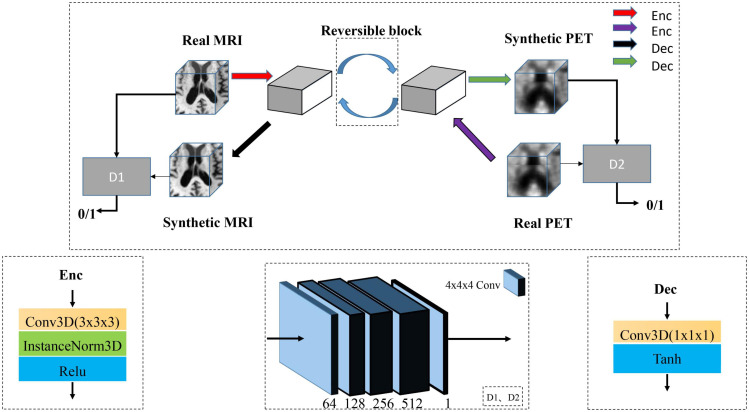 Real MRI
Reversible block
Synthetic PET
Enc
Enc
Dec
Dec
D1
D2
0/1
Synthetic MRI
Real PET
0/1
Enc
Conv3D(3x3x3)
InstanceNorm3D
Relu
4x4x4 Conv
64 128 256 512 1
D1、D2
Dec
Conv3D(1x1x1)
Tanh